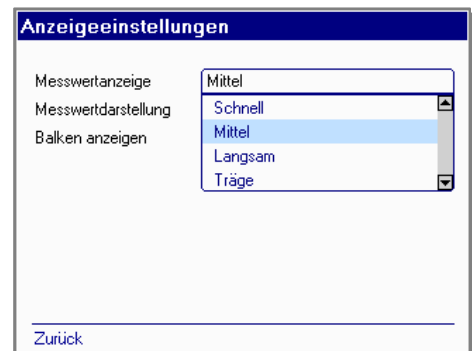 Anzeigeeinstellungen
Messwertanzeige Mittel
Messwertdarstellung Schnell
Balken anzeigen Mittel
Langsam
Träge
Zurück